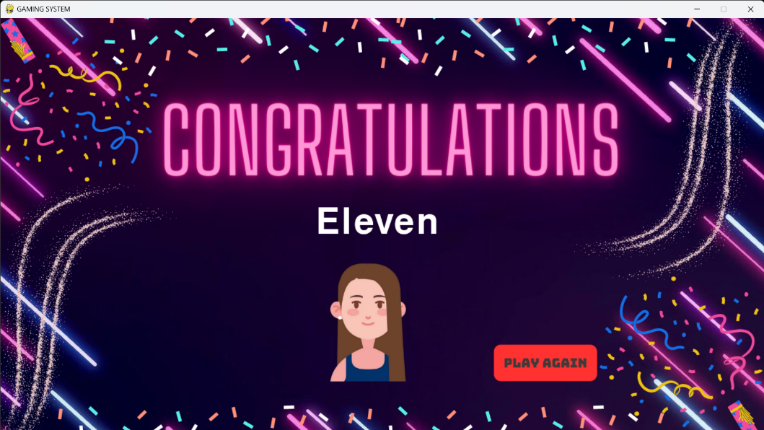 GAMING SYSTEM
CONGRATULATIONS
Eleven
PLAY AGAIN